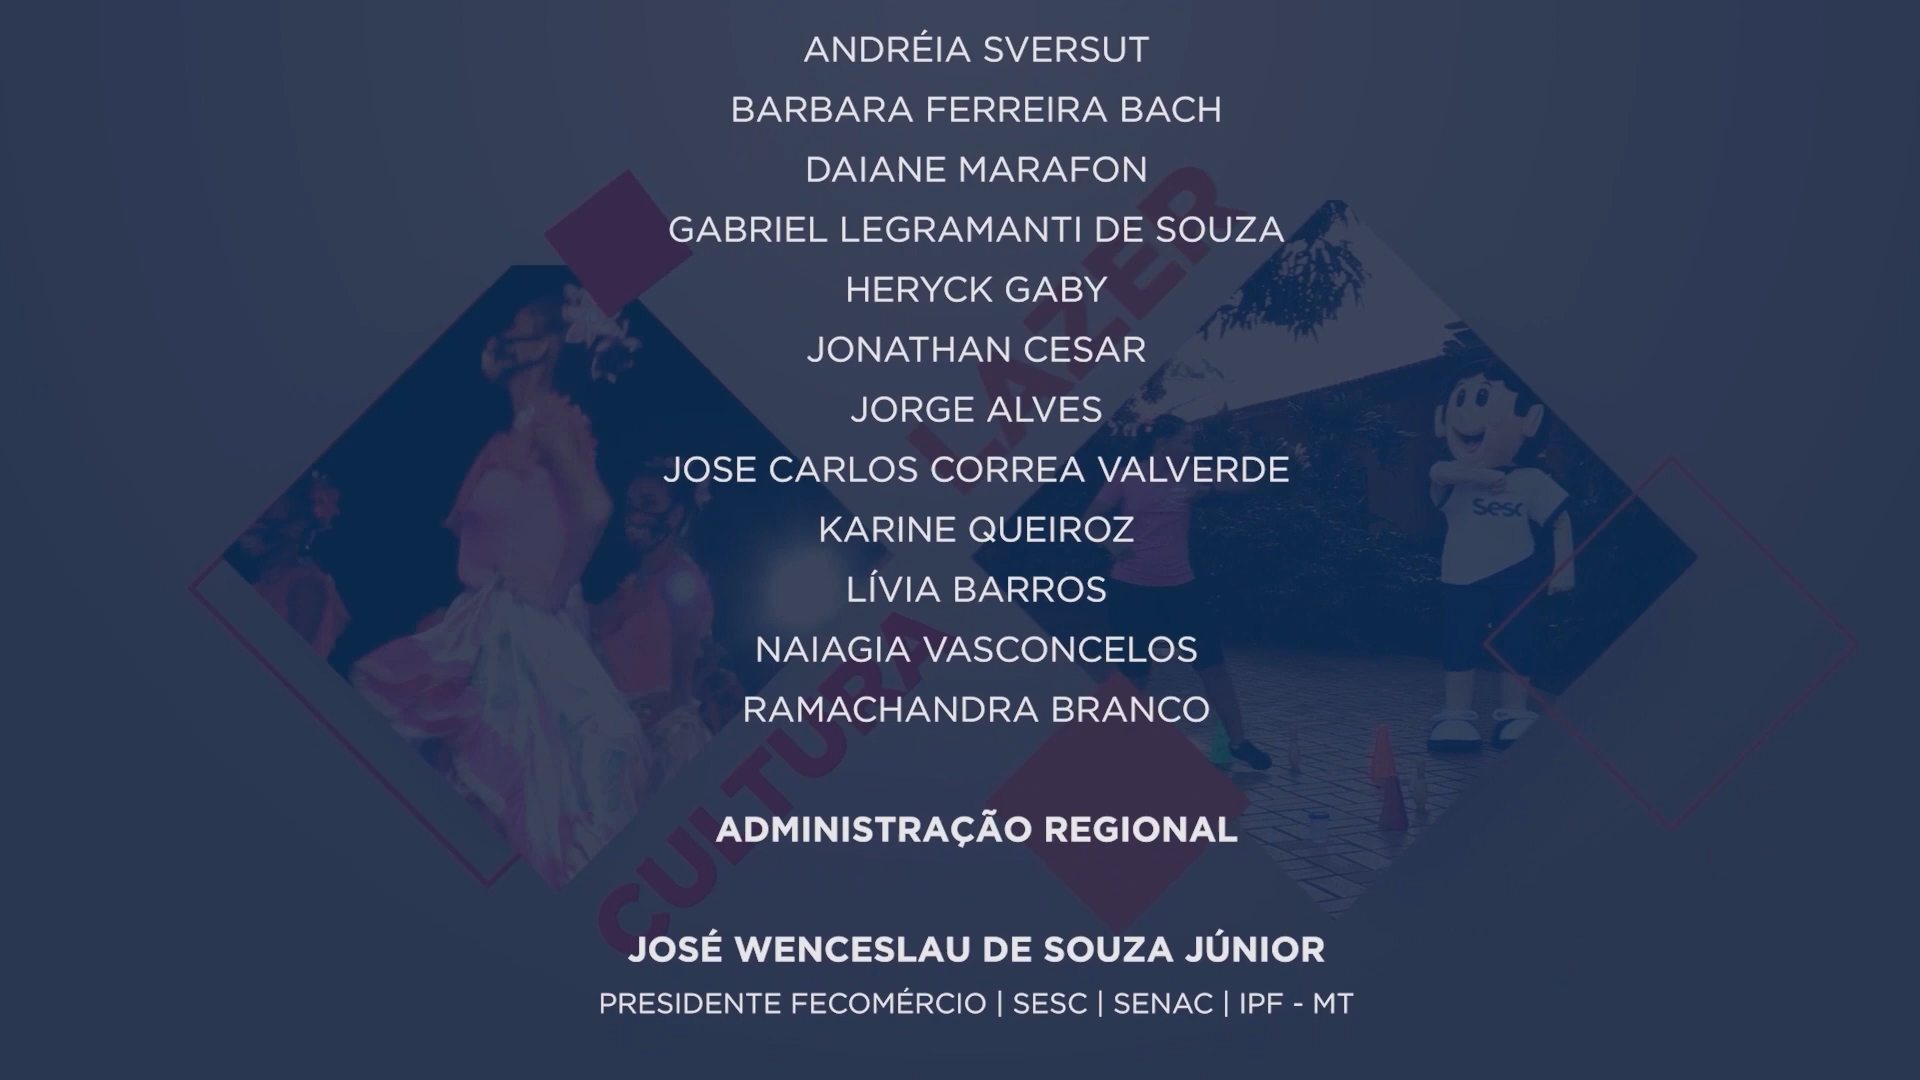 ANDRÉIA SVERSUT
BARBARA FERREIRA BACH
DAIANE MARAFON
GABRIEL LEGRAMANTI DE SOUZA
HERYCK GABY
JONATHAN CESAR
JORGE ALVES
JOSE CARLOS CORREA VALVERDE
KARINE QUEIROZ
LÍVIA BARROS
NAIAGIA VASCONCELOS
RAMACHANDRA BRANCO
ADMINISTRAÇÃO REGIONAL
JOSÉ WENCESLAU DE SOUZA JÚNIOR
PRESIDENTE FECOMÉRCIO | SESC | SENAC | IPF - MT
LAZER
CULTURA
Sesc